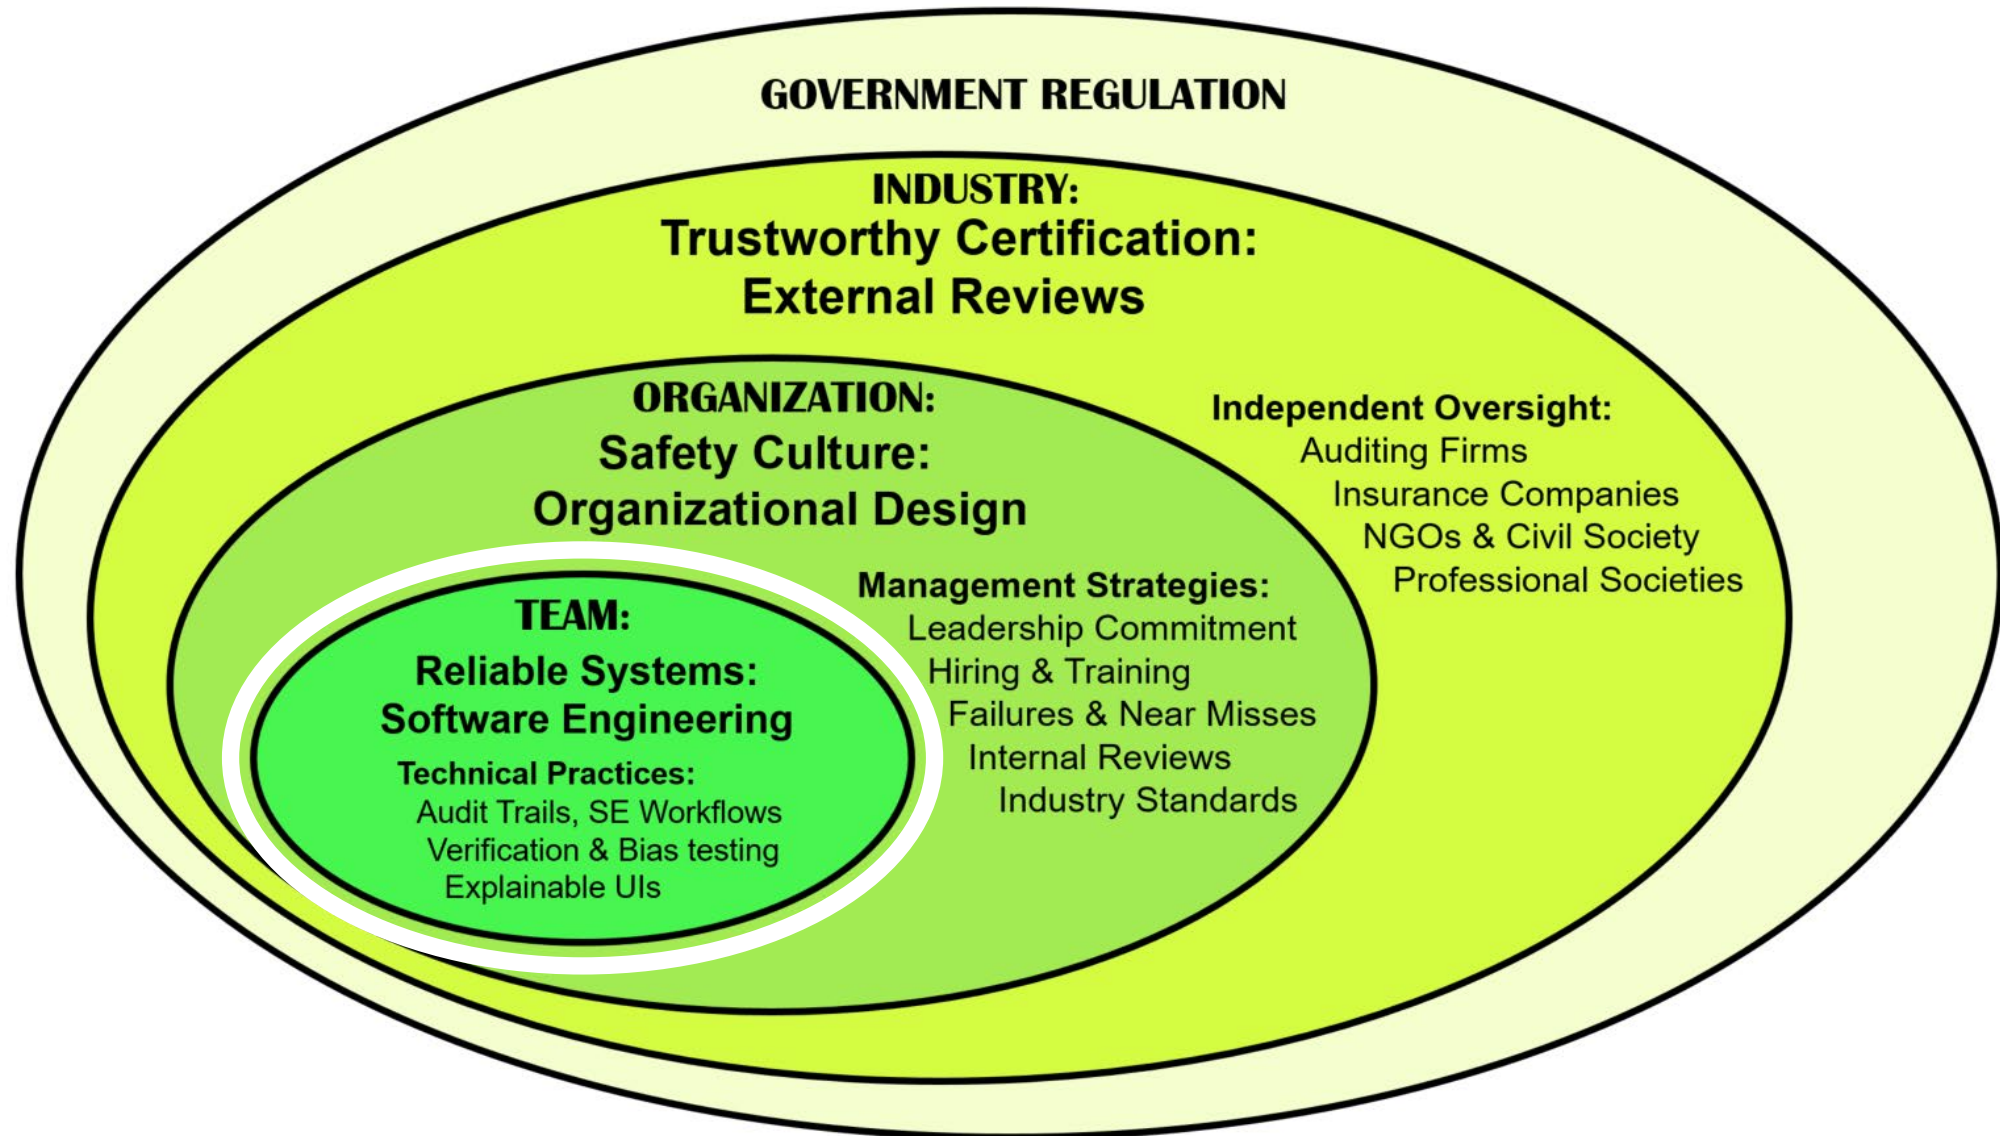 GOVERNMENT REGULATION
INDUSTRY:
Trustworthy Certification:
External Reviews
ORGANIZATION:
Safety Culture:
Organizational Design
Independent Oversight:
Auditing Firms
Insurance Companies
NGOs & Civil Society
Professional Societies
Management Strategies:
Leadership Commitment
Hiring & Training
Failures & Near Misses
Internal Reviews
Industry Standards
TEAM:
Reliable Systems:
Software Engineering
Technical Practices:
Audit Trails, SE Workflows
Verification & Bias testing
Explainable UIs